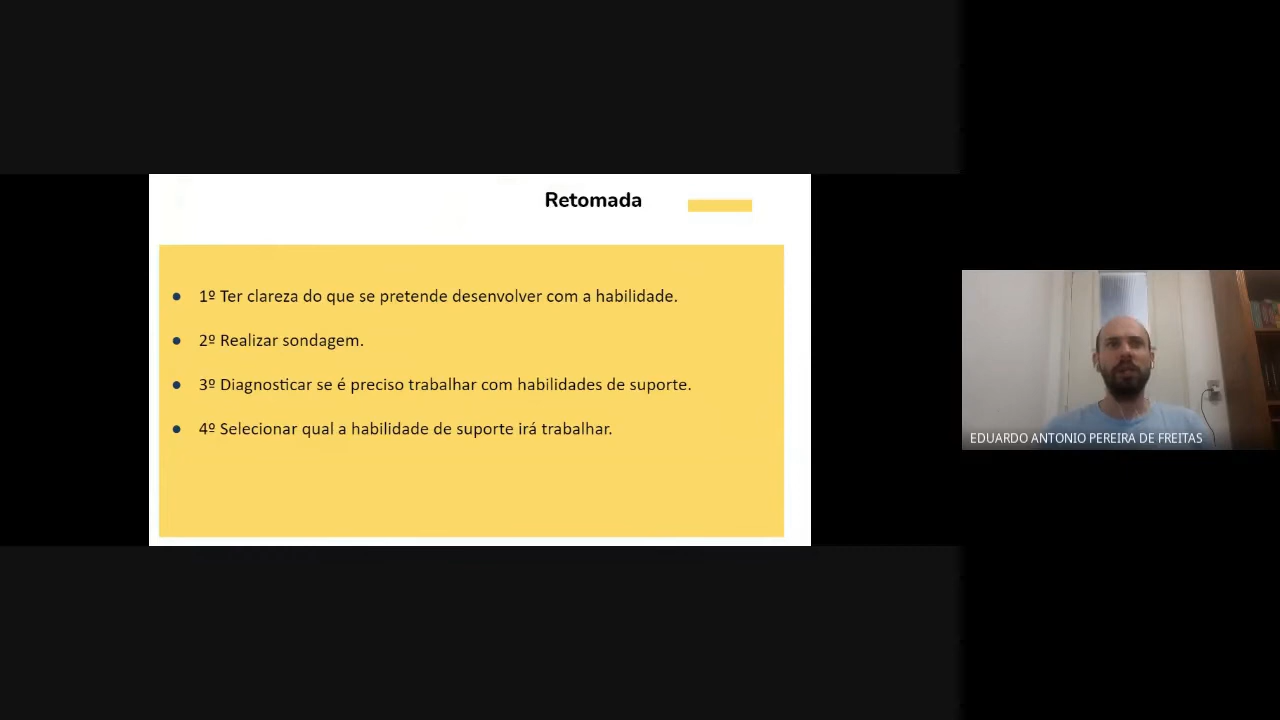 Retomada
● 1º Ter clareza do que se pretende desenvolver com a habilidade.
● 2º Realizar sondagem.
● 3º Diagnosticar se é preciso trabalhar com habilidades de suporte.
● 4º Selecionar qual a habilidade de suporte irá trabalhar.
EDUARDO ANTONIO PEREIRA DE FREITAS